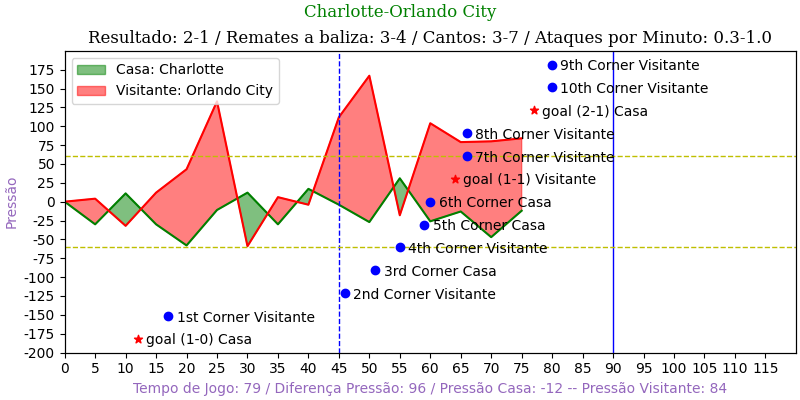 Charlotte-Orlando City
Resultado: 2-1 / Remates a baliza: 3-4 / Cantos: 3-7 / Ataques por Minuto: 0.3-1.0
Casa: Charlotte
Visitante: Orlando City
9th Corner Visitante
10th Corner Visitante
goal (2-1) Casa
8th Corner Visitante
7th Corner Visitante
goal (1-1) Visitante
6th Corner Casa
5th Corner Casa
4th Corner Visitante
3rd Corner Casa
2nd Corner Visitante
1st Corner Visitante
goal (1-0) Casa
Pressão
175
150
125
100
75
50
25
0
-25
-50
-75
-100
-125
-150
-175
-200
0 5 10 15 20 25 30 35 40 45 50 55 60 65 70 75 80 85 90 95 100 105 110 115
Tempo de Jogo: 79 / Diferença Pressão: 96 / Pressão Casa: -12 -- Pressão Visitante: 84